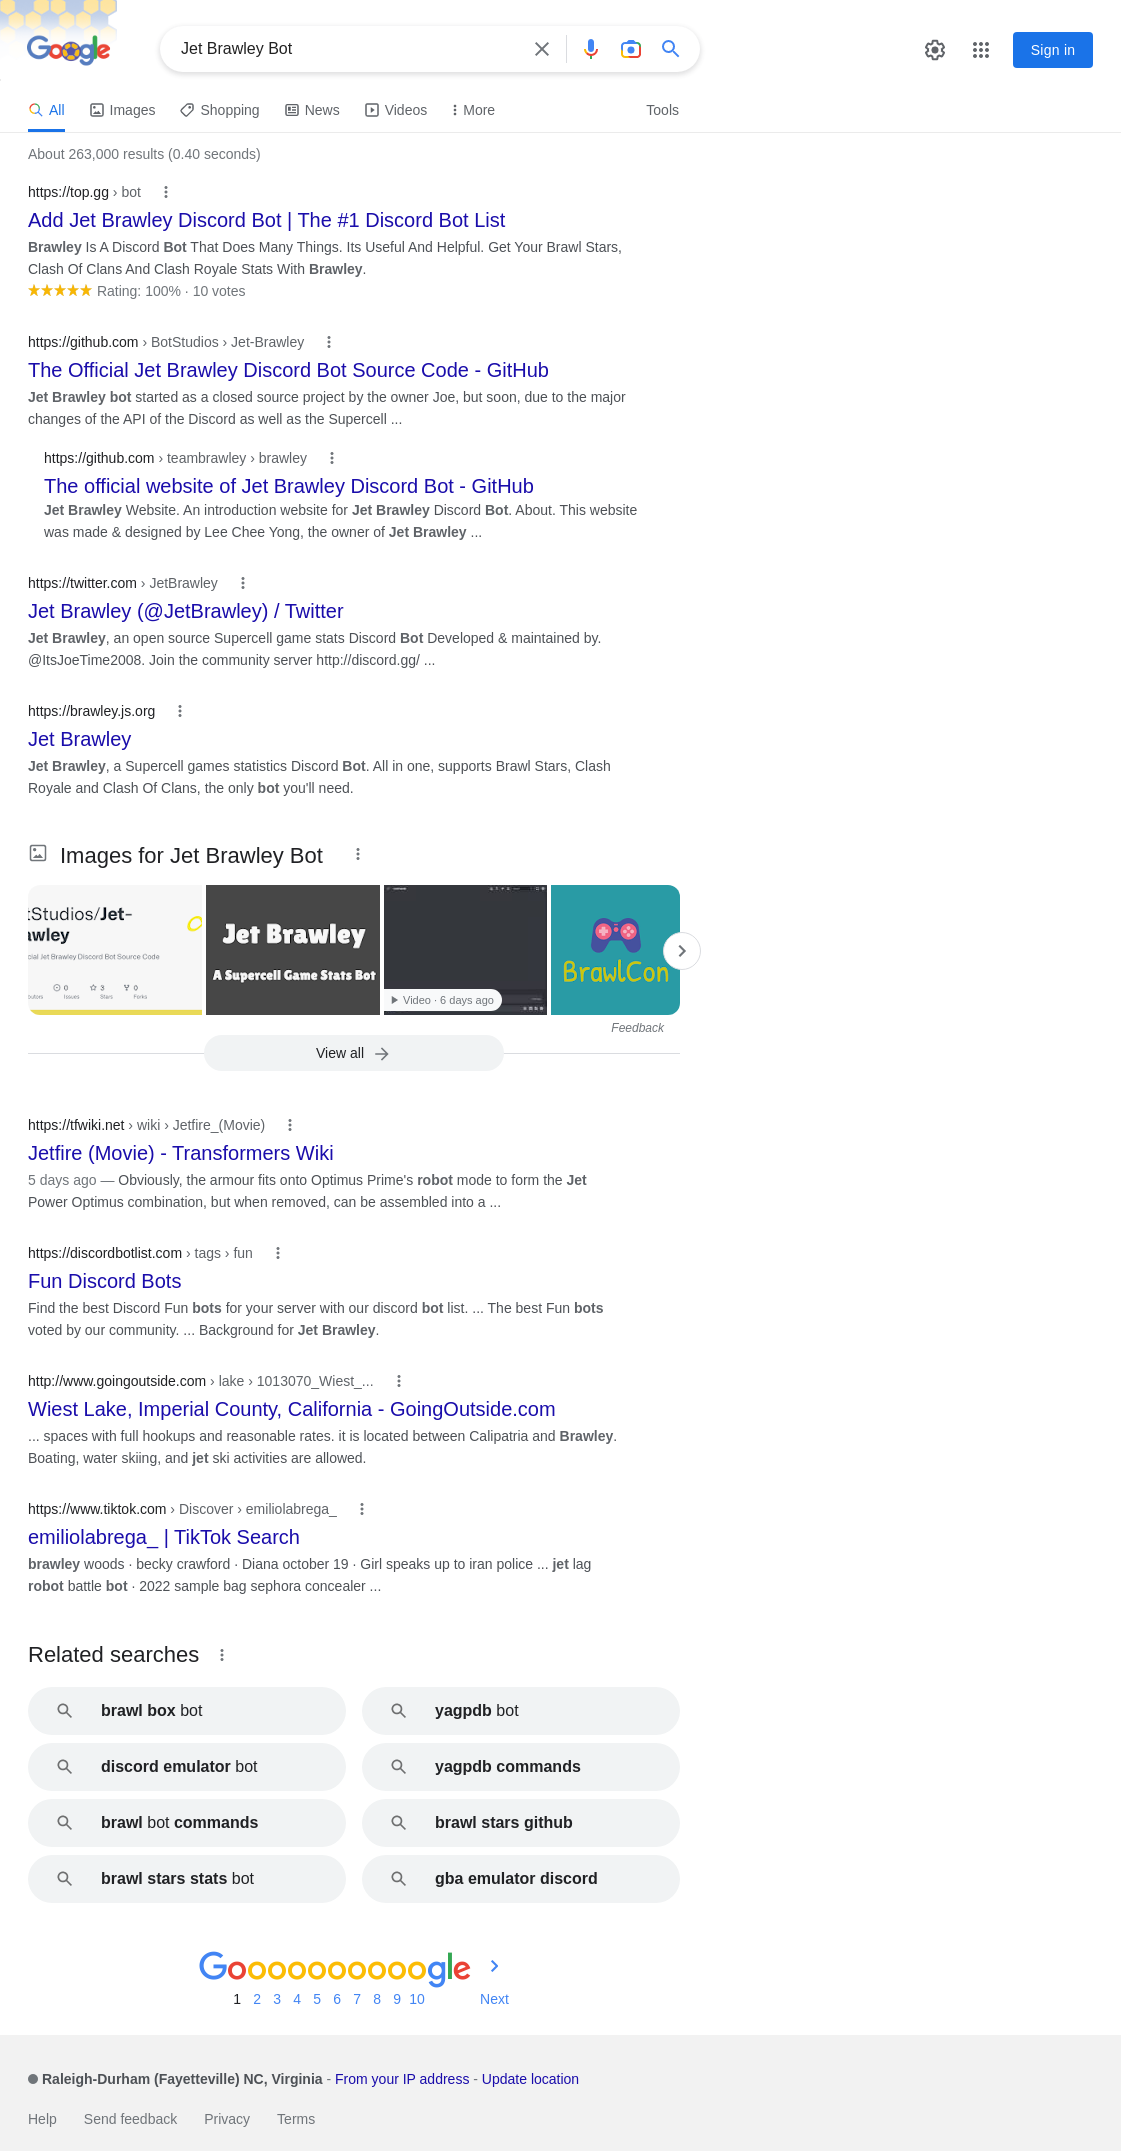 Google
Jet Brawley Bot
Sign in
All
Images
Shopping
News
Videos
More
Tools
About 263,000 results (0.40 seconds)
https://top.gg › bot
Add Jet Brawley Discord Bot | The #1 Discord Bot List
Brawley Is A Discord Bot That Does Many Things. Its Useful And Helpful. Get Your Brawl Stars,
Clash Of Clans And Clash Royale Stats With Brawley.
Rating: 100% · 10 votes
https://github.com › BotStudios › Jet-Brawley
The Official Jet Brawley Discord Bot Source Code - GitHub
Jet Brawley bot started as a closed source project by the owner Joe, but soon, due to the major
changes of the API of the Discord as well as the Supercell ...
https://github.com › teambrawley › brawley
The official website of Jet Brawley Discord Bot - GitHub
Jet Brawley Website. An introduction website for Jet Brawley Discord Bot. About. This website
was made & designed by Lee Chee Yong, the owner of Jet Brawley ...
https://twitter.com › JetBrawley
Jet Brawley (@JetBrawley) / Twitter
Jet Brawley, an open source Supercell game stats Discord Bot Developed & maintained by.
@ItsJoeTime2008. Join the community server http://discord.gg/ ...
https://brawley.js.org
Jet Brawley
Jet Brawley, a Supercell games statistics Discord Bot. All in one, supports Brawl Stars, Clash
Royale and Clash Of Clans, the only bot you'll need.
Images for Jet Brawley Bot
tStudios/Jet-
awley
cial Jet Brawley Discord Bot Source Code
0
3
0
butors
Issues
Stars
Forks
Jet Brawley
A Supercell Game Stats Bot
Video · 6 days ago
BrawlCon
Feedback
View all
https://tfwiki.net › wiki › Jetfire_(Movie)
Jetfire (Movie) - Transformers Wiki
5 days ago — Obviously, the armour fits onto Optimus Prime's robot mode to form the Jet
Power Optimus combination, but when removed, can be assembled into a ...
https://discordbotlist.com › tags › fun
Fun Discord Bots
Find the best Discord Fun bots for your server with our discord bot list. ... The best Fun bots
voted by our community. ... Background for Jet Brawley.
http://www.goingoutside.com › lake › 1013070_Wiest_...
Wiest Lake, Imperial County, California - GoingOutside.com
... spaces with full hookups and reasonable rates. it is located between Calipatria and Brawley.
Boating, water skiing, and jet ski activities are allowed.
https://www.tiktok.com › Discover › emiliolabrega_
emiliolabrega_ | TikTok Search
brawley woods · becky crawford · Diana october 19 · Girl speaks up to iran police ... jet lag
robot battle bot · 2022 sample bag sephora concealer ...
Related searches
brawl box bot
yagpdb bot
discord emulator bot
yagpdb commands
brawl bot commands
brawl stars github
brawl stars stats bot
gba emulator discord
Goooooooooogle
1 2 3 4 5 6 7 8 9 10 Next
Raleigh-Durham (Fayetteville) NC, Virginia - From your IP address - Update location
Help
Send feedback
Privacy
Terms